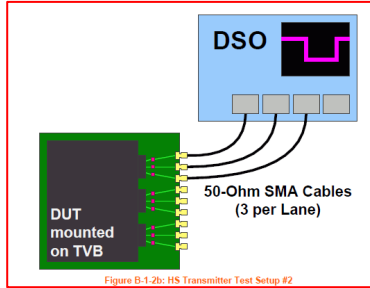 DSO
50-Ohm SMA Cables
(3 per Lane)
DUT
mounted
on TVB
Figure B-1-2b: HS Transmitter Test Setup #2